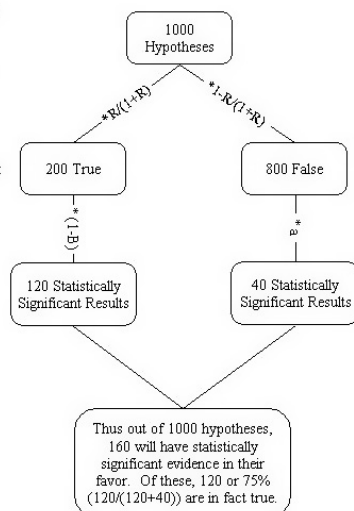 1000
Hypotheses
*R/(1+R)
*1-R/(1+R)
200 True
800 False
*(1-B)
*a
120 Statistically
Significant Results
40 Statistically
Significant Results
Thus out of 1000 hypotheses,
160 will have statistically
significant evidence in their
favor. Of these, 120 or 75%
(120/(120+40)) are in fact true.